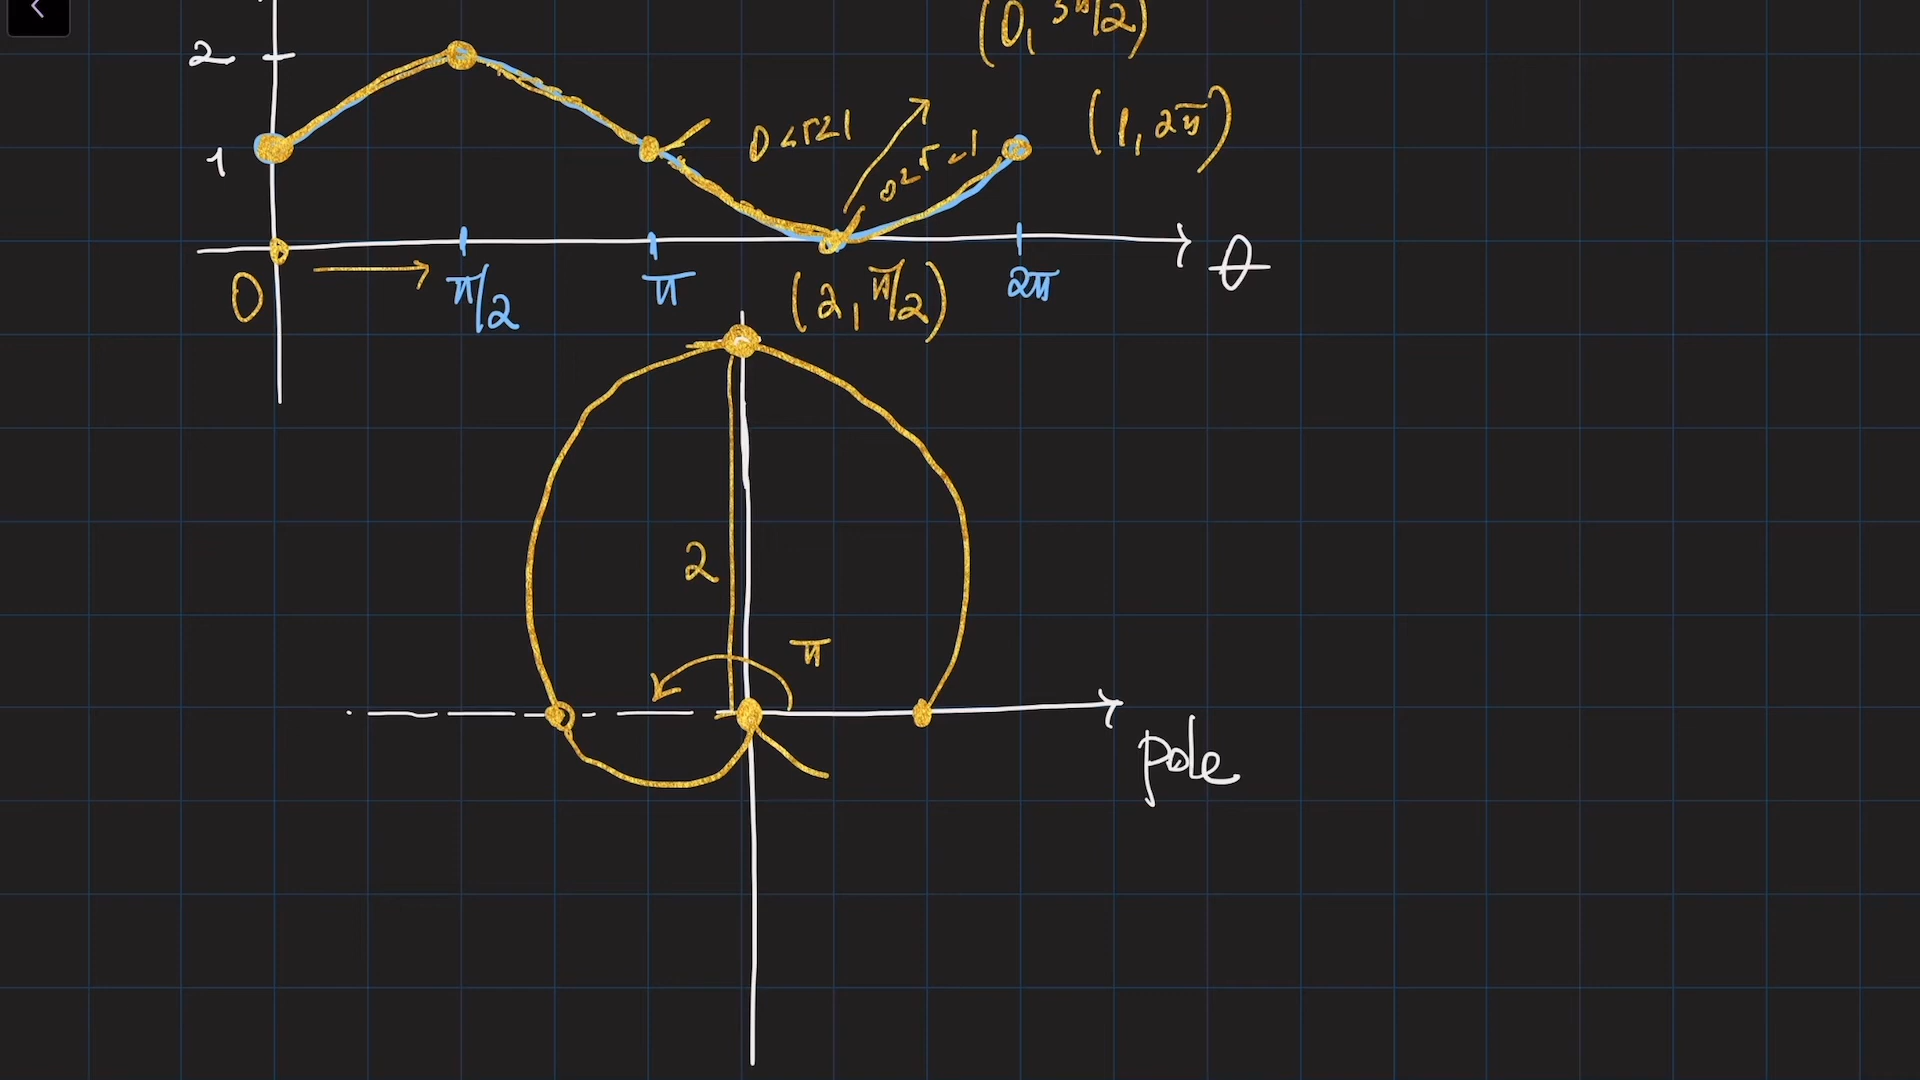 (0, 3π/2)
2
0<r<1
(1, 2π)
1
0<r<1
0
π/2
π
(2, π/2)
2π
θ
2
π
pole